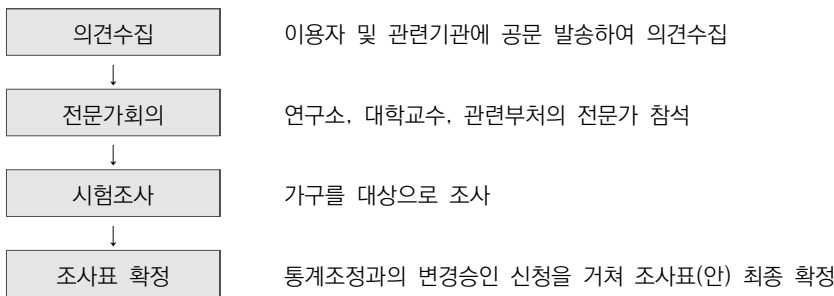 의견수집 이용자 및 관련기관에 공문 발송하여 의견수집
↓
전문가회의 연구소, 대학교수, 관련부처의 전문가 참석
↓
시험조사 가구를 대상으로 조사
↓
조사표 확정 통계조정과의 변경승인 신청을 거쳐 조사표(안) 최종 확정